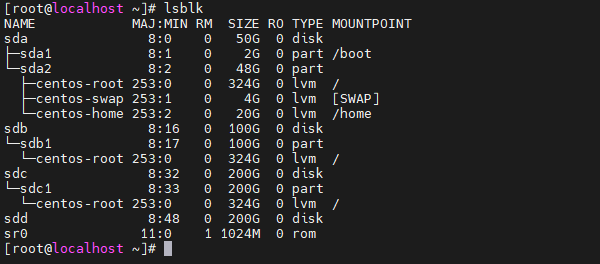 [root@localhost ~]# lsblk
NAME            MAJ:MIN RM  SIZE RO TYPE MOUNTPOINT
sda               8:0    0   50G  0 disk
├─sda1            8:1    0    2G  0 part /boot
└─sda2            8:2    0   48G  0 part
  ├─centos-root 253:0    0  324G  0 lvm  /
  ├─centos-swap 253:1    0    4G  0 lvm  [SWAP]
  └─centos-home 253:2    0   20G  0 lvm  /home
sdb               8:16   0  100G  0 disk
└─sdb1            8:17   0  100G  0 part
  └─centos-root 253:0    0  324G  0 lvm  /
sdc               8:32   0  200G  0 disk
└─sdc1            8:33   0  200G  0 part
  └─centos-root 253:0    0  324G  0 lvm  /
sdd               8:48   0  200G  0 disk
sr0              11:0    1 1024M  0 rom
[root@localhost ~]#